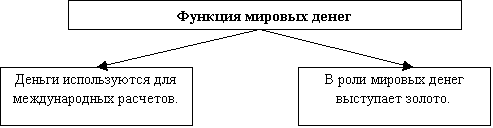 Функция мировых денег
Деньги используются для
международных расчетов.
В роли мировых денег
выступает золото.